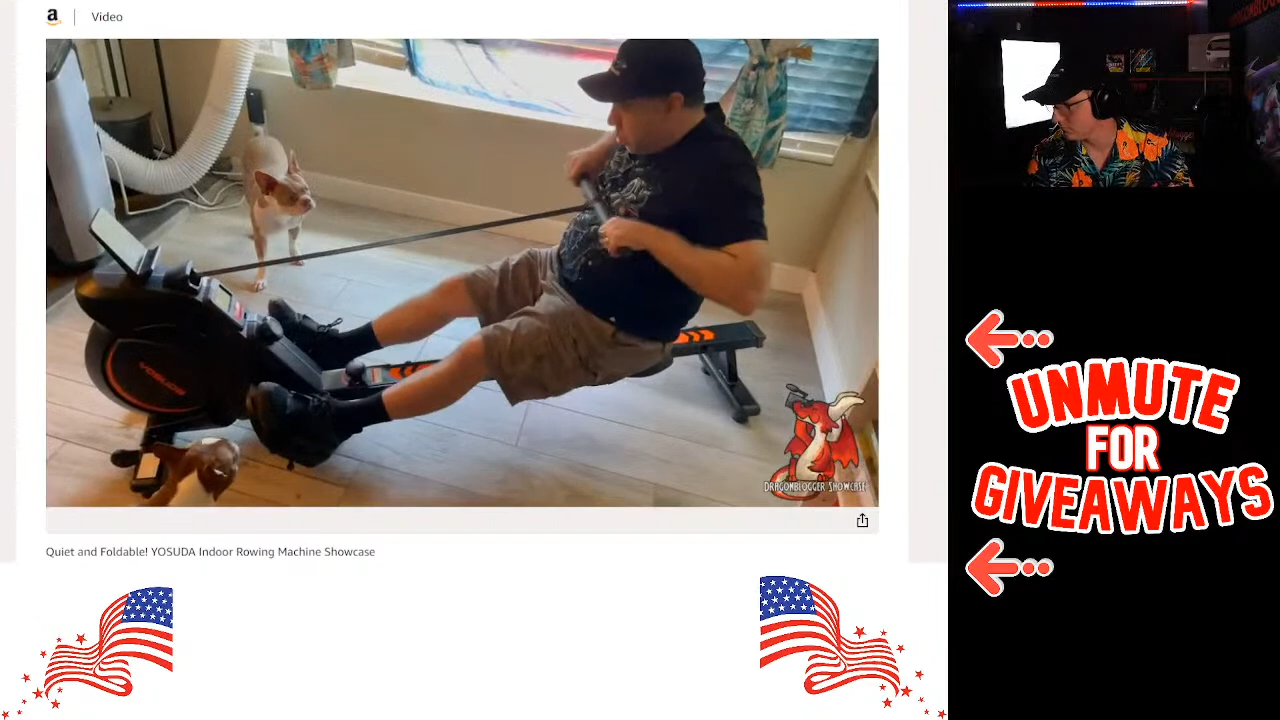 a
Video
YOSUDA
DRAGONBLOGGER SHOWCASE
Quiet and Foldable! YOSUDA Indoor Rowing Machine Showcase
UNMUTE
FOR
GIVEAWAYS